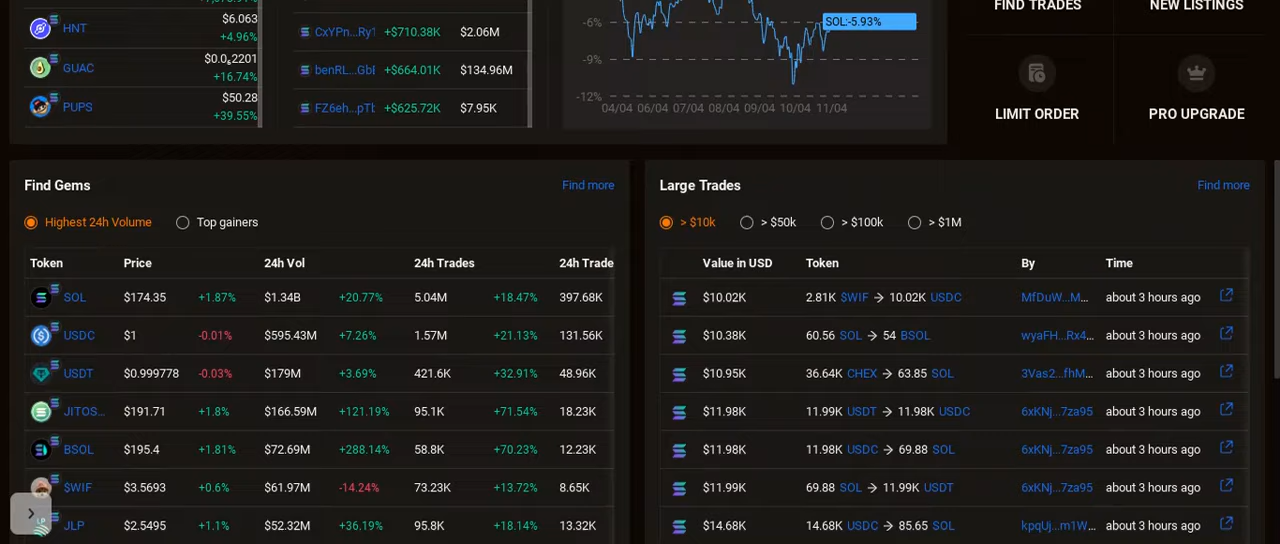 HNT $6.063
+4.96%
GUAC $0.0₅2201
+16.74%
PUPS $50.28
+39.55%
+$710.38K $2.06M
benRL...GbE +$664.01K $134.96M
+$625.72K $7.95K
-6%
-9%
-12%
SOL:-5.93%
04/04 06/04 07/04 08/04 09/04 10/04 11/04
FIND TRADES NEW LISTINGS
LIMIT ORDER PRO UPGRADE
Find Gems Find more
Highest 24h Volume Top gainers
Token Price 24h Vol 24h Trades 24h Trade
SOL $174.35 +1.87% $1.34B +20.77% 5.04M +18.47% 397.68K
USDC $1 -0.01% $595.43M +7.26% 1.57M +21.13% 131.56K
USDT $0.999778 -0.03% $179M +3.69% 421.6K +32.91% 48.96K
JITOS... $191.71 +1.8% $166.59M +121.19% 95.1K +71.54% 18.23K
BSOL $195.4 +1.81% $72.69M +288.14% 58.8K +70.23% 12.23K
$WIF $3.5693 +0.6% $61.97M -14.24% 73.23K +13.72% 8.65K
JLP $2.5495 +1.1% $52.32M +36.19% 95.8K +18.14% 13.32K
Large Trades Find more
> $10k > $50k > $100k > $1M
Value in USD Token By Time
$10.02K 2.81K $WIF → 10.02K USDC MfDuW...M... about 3 hours ago
$10.38K 60.56 SOL → 54 BSOL wyaFH...Rx4... about 3 hours ago
$10.95K 36.64K CHEX → 63.85 SOL 3Vas2...fhM... about 3 hours ago
$11.98K 11.99K USDT → 11.98K USDC 6xKNj...7za95 about 3 hours ago
$11.98K 11.98K USDC → 69.88 SOL 6xKNj...7za95 about 3 hours ago
$11.99K 69.88 SOL → 11.99K USDT 6xKNj...7za95 about 3 hours ago
$14.68K 14.68K USDC → 85.65 SOL kpqUj...m1W... about 3 hours ago